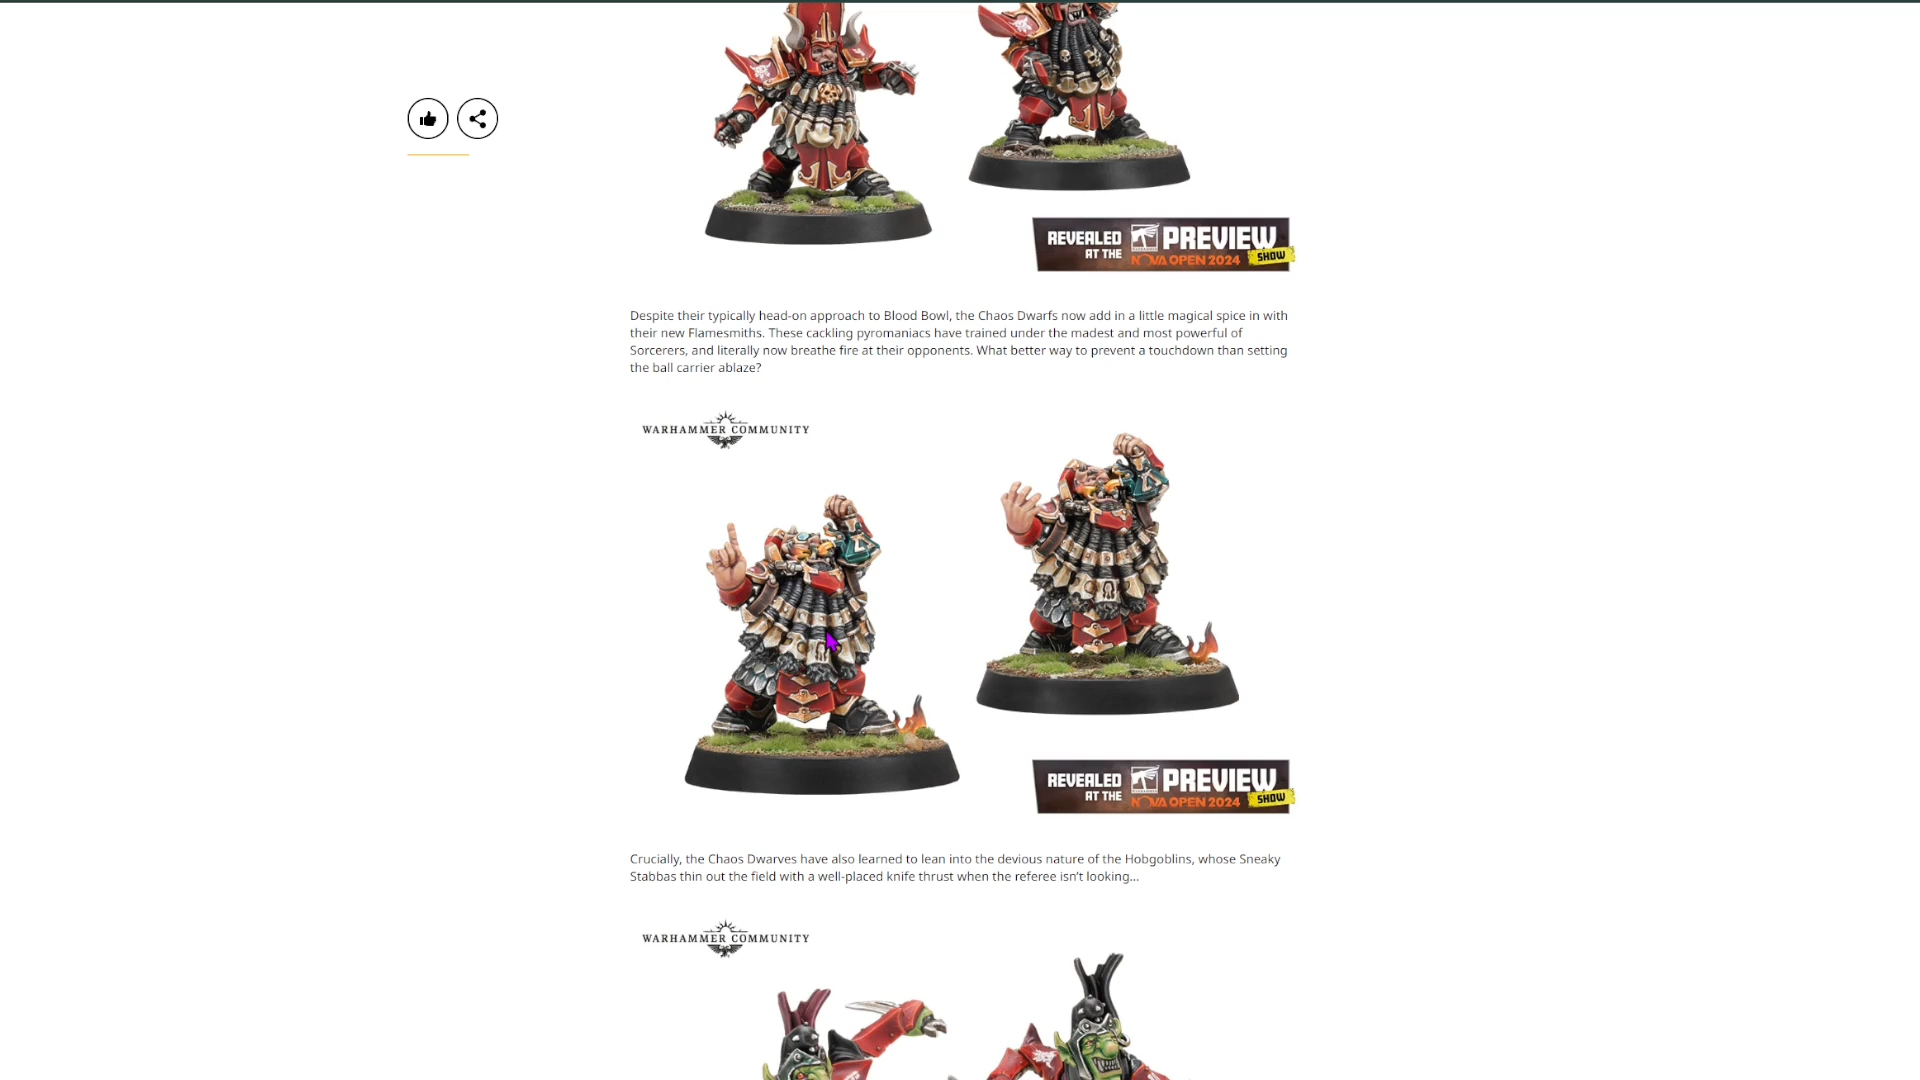 REVEALED AT THE PREVIEW
NOVA OPEN 2024 SHOW
Despite their typically head-on approach to Blood Bowl, the Chaos Dwarfs now add in a little magical spice in with
their new Flamesmiths. These cackling pyromaniacs have trained under the madest and most powerful of
Sorcerers, and literally now breathe fire at their opponents. What better way to prevent a touchdown than setting
the ball carrier ablaze?
WARHAMMER COMMUNITY
REVEALED AT THE PREVIEW
NOVA OPEN 2024 SHOW
Crucially, the Chaos Dwarves have also learned to lean into the devious nature of the Hobgoblins, whose Sneaky
Stabbas thin out the field with a well-placed knife thrust when the referee isn't looking…
WARHAMMER COMMUNITY